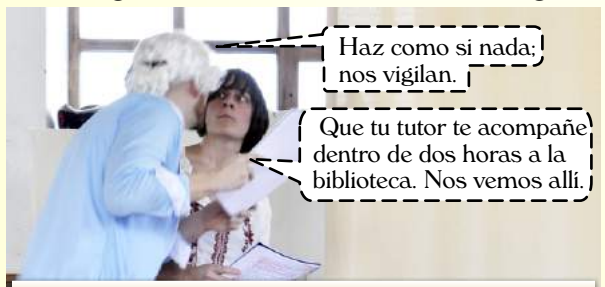 Haz como si nada;
nos vigilan.
Que tu tutor te acompañe
dentro de dos horas a la
biblioteca. Nos vemos allí.